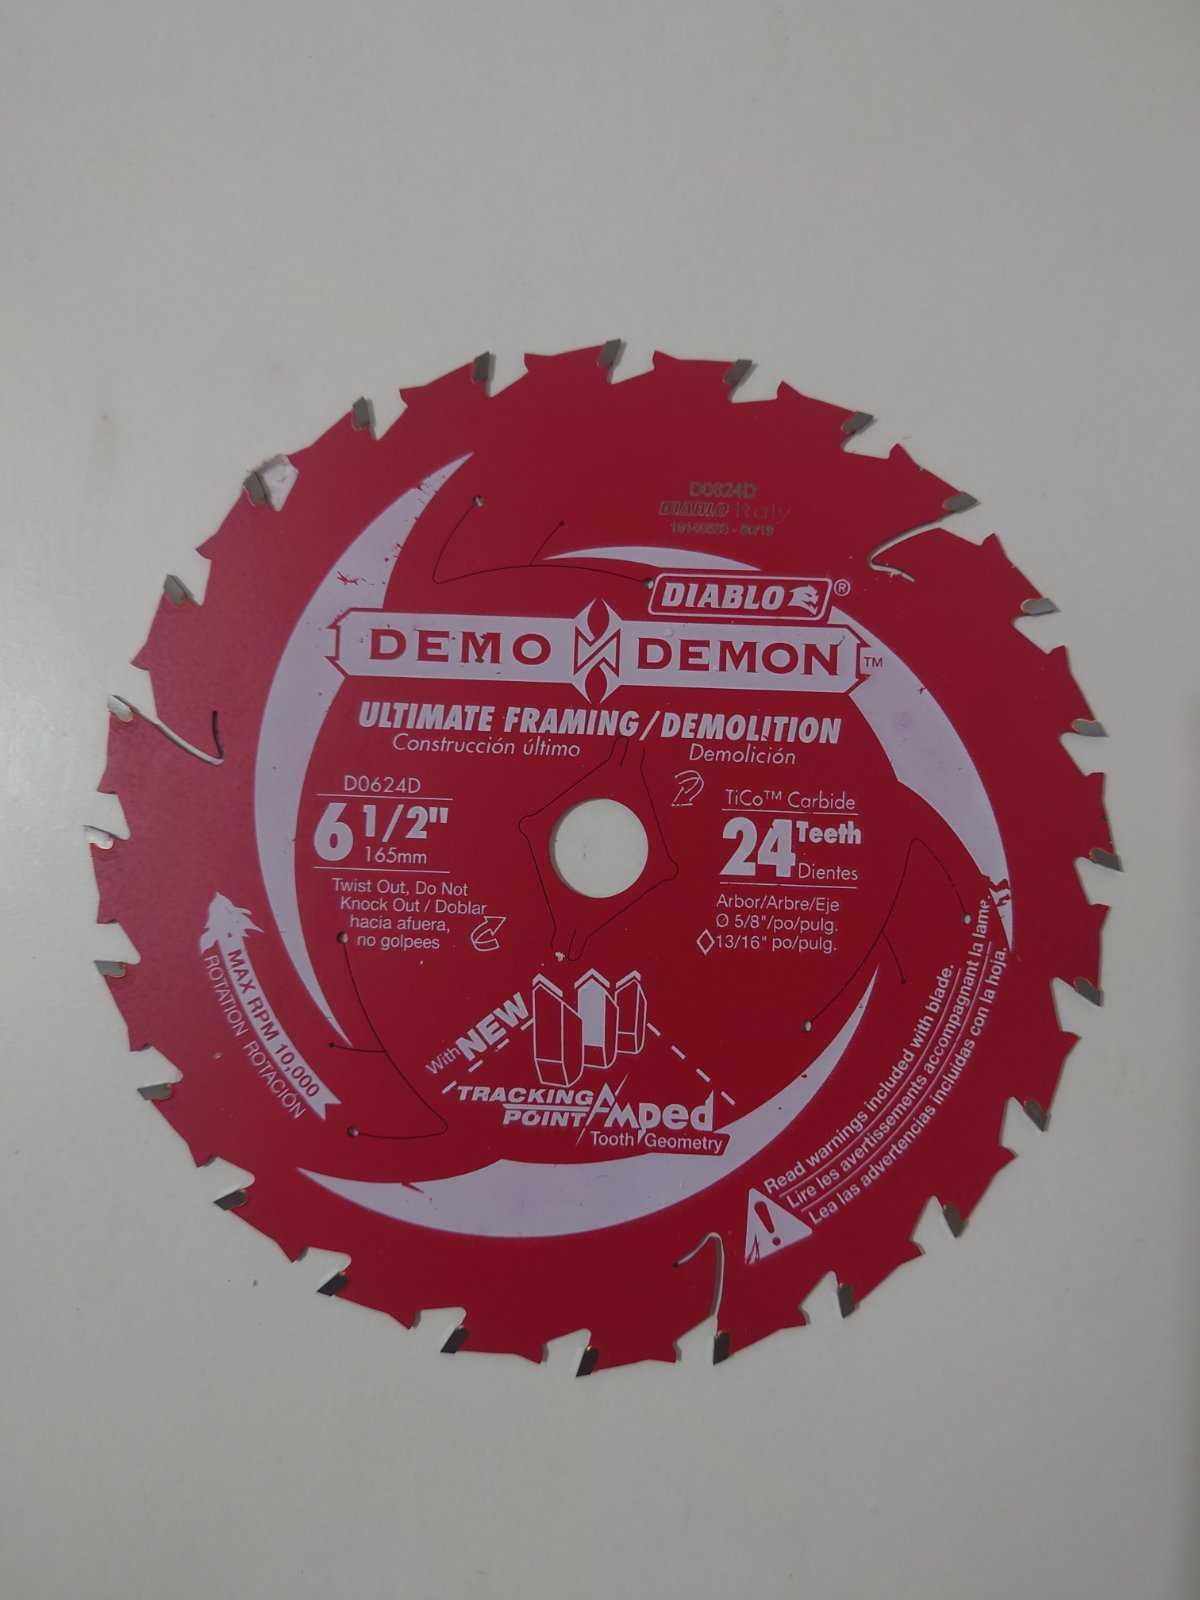 D0624D
DIABLO Italy
DIABLO®
DEMO DEMON™
ULTIMATE FRAMING/DEMOLITION
Construcción último Demolición
D0624D
6 1/2"
165mm
Twist Out, Do Not
Knock Out / Doblar
hacia afuera,
no golpees
TiCo™ Carbide
24 Teeth
Dientes
Arbor/Arbre/Eje
Ø 5/8"/po/pulg.
◇13/16" po/pulg.
MAX RPM 10,000
ROTATION ROTACIÓN
With NEW
TRACKING
POINT
Amped
Tooth Geometry
Read warnings included with blade.
Lire les avertissements accompagnant la lame.
Lea las advertencias incluidas con la hoja.